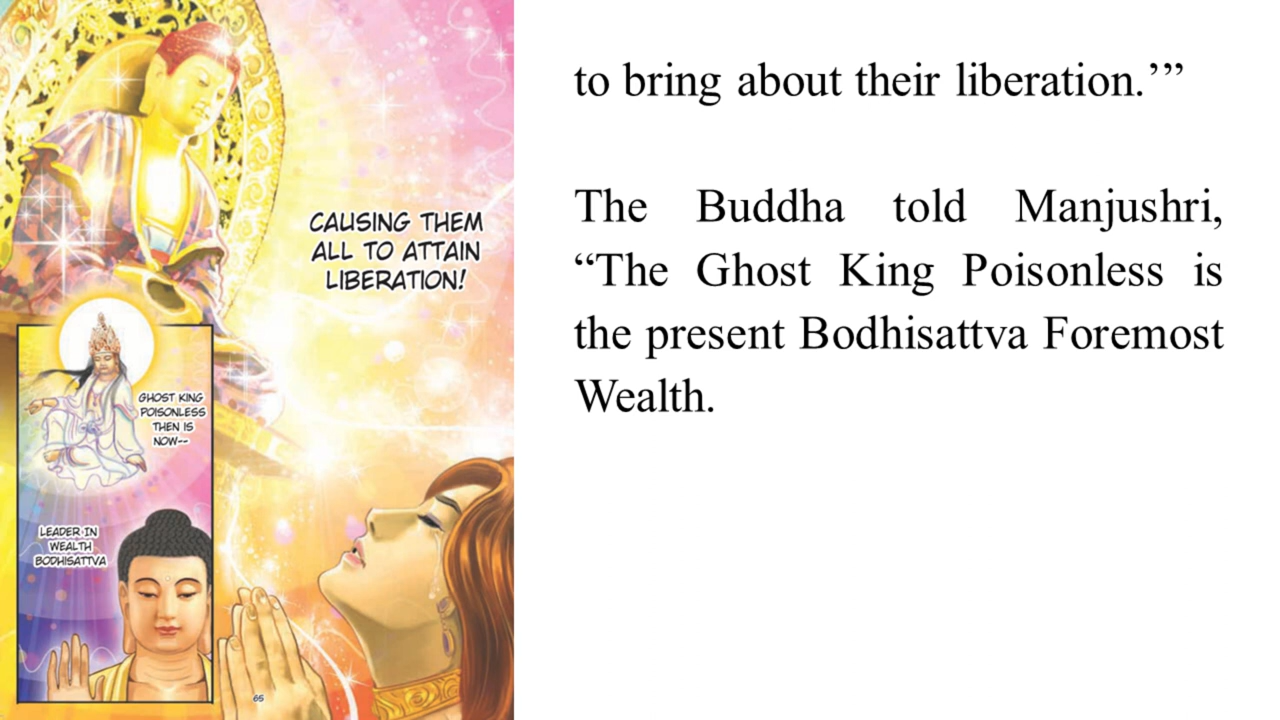 CAUSING THEM
ALL TO ATTAIN
LIBERATION!
GHOST KING
POISONLESS
THEN IS
NOW--
LEADER IN
WEALTH
BODHISATTVA
65
to bring about their liberation.’”
The Buddha told Manjushri,
“The Ghost King Poisonless is
the present Bodhisattva Foremost
Wealth.